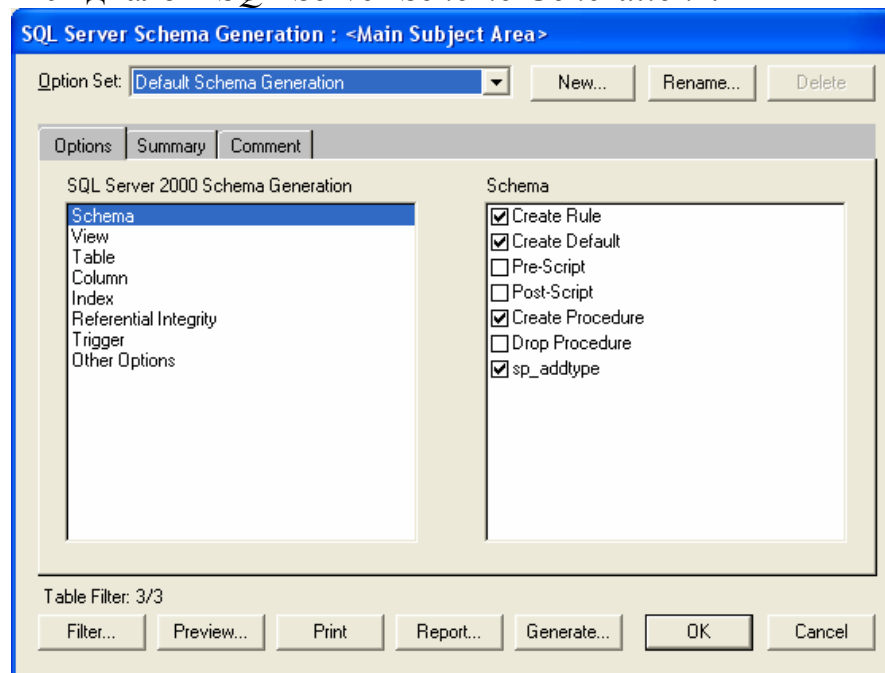 SQL Server Schema Generation : <Main Subject Area>
Option Set: Default Schema Generation New... Rename... Delete
Options Summary Comment
SQL Server 2000 Schema Generation
Schema
View
Table
Column
Index
Referential Integrity
Trigger
Other Options
Schema
Create Rule
Create Default
Pre-Script
Post-Script
Create Procedure
Drop Procedure
sp_addtype
Table Filter: 3/3
Filter... Preview... Print Report... Generate... OK Cancel